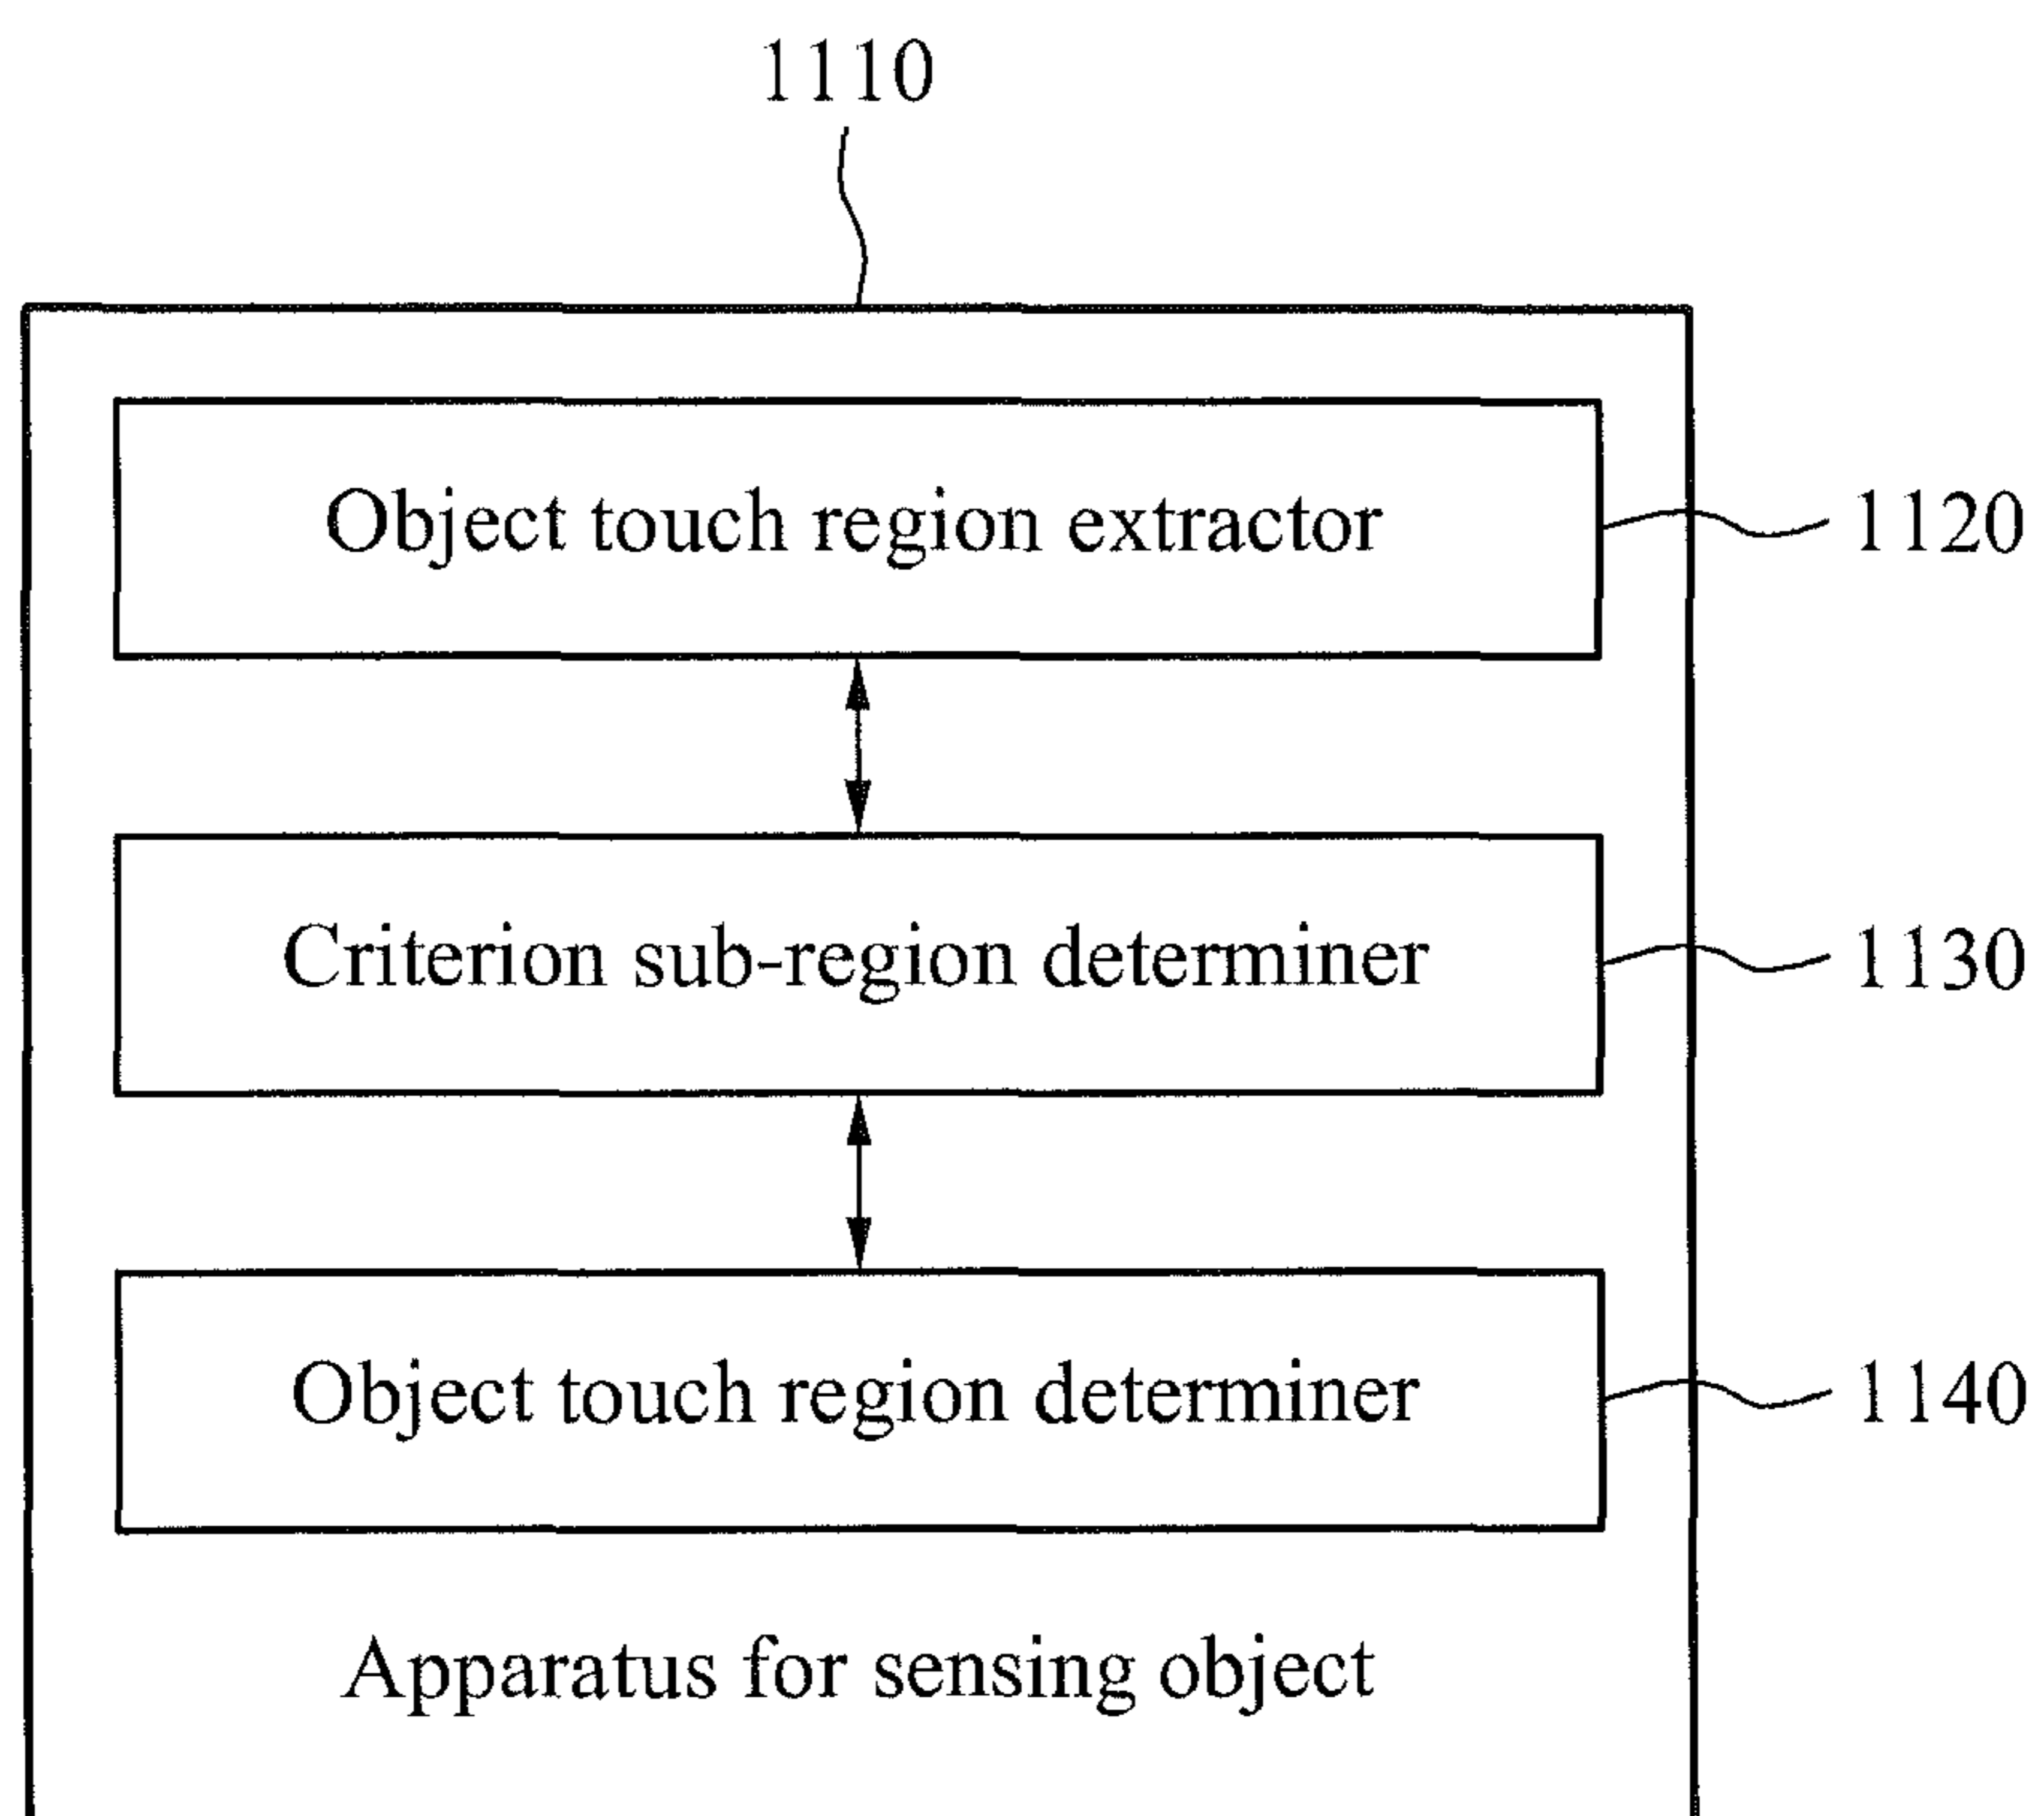 1110
Object touch region extractor
1120
Criterion sub-region determiner
1130
Object touch region determiner
1140
Apparatus for sensing object